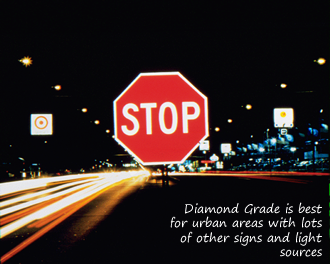 STOP
Diamond Grade is best
for urban areas with lots
of other signs and light
sources